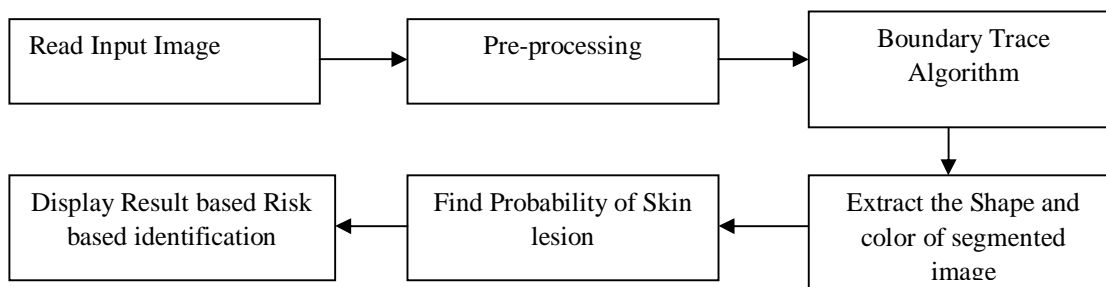 Read Input Image
Pre-processing
Boundary Trace
Algorithm
Extract the Shape and
color of segmented
image
Find Probability of Skin
lesion
Display Result based Risk
based identification